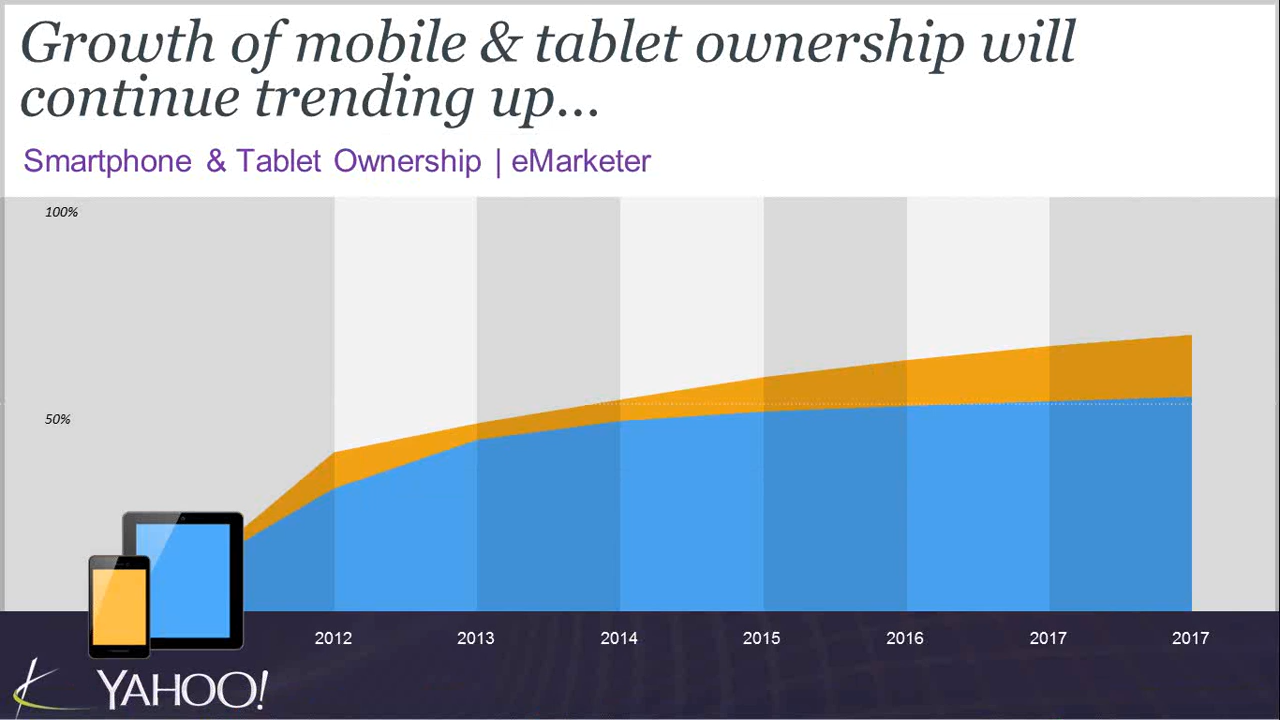 Growth of mobile & tablet ownership will
continue trending up...
Smartphone & Tablet Ownership | eMarketer
100%
50%
2012 2013 2014 2015 2016 2017 2017
YAHOO!